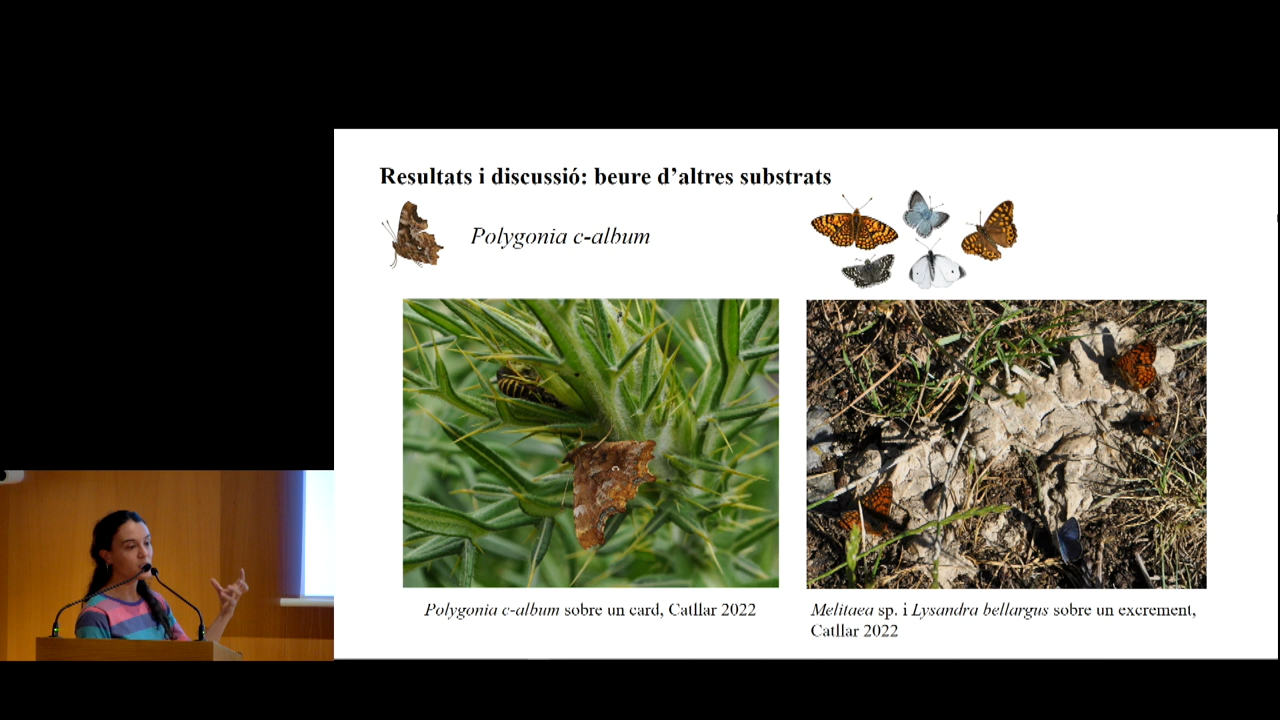 Resultats i discussió: beure d’altres substrats
Polygonia c-album
Polygonia c-album sobre un card, Catllar 2022
Melitaea sp. i Lysandra bellargus sobre un excrement,
Catllar 2022